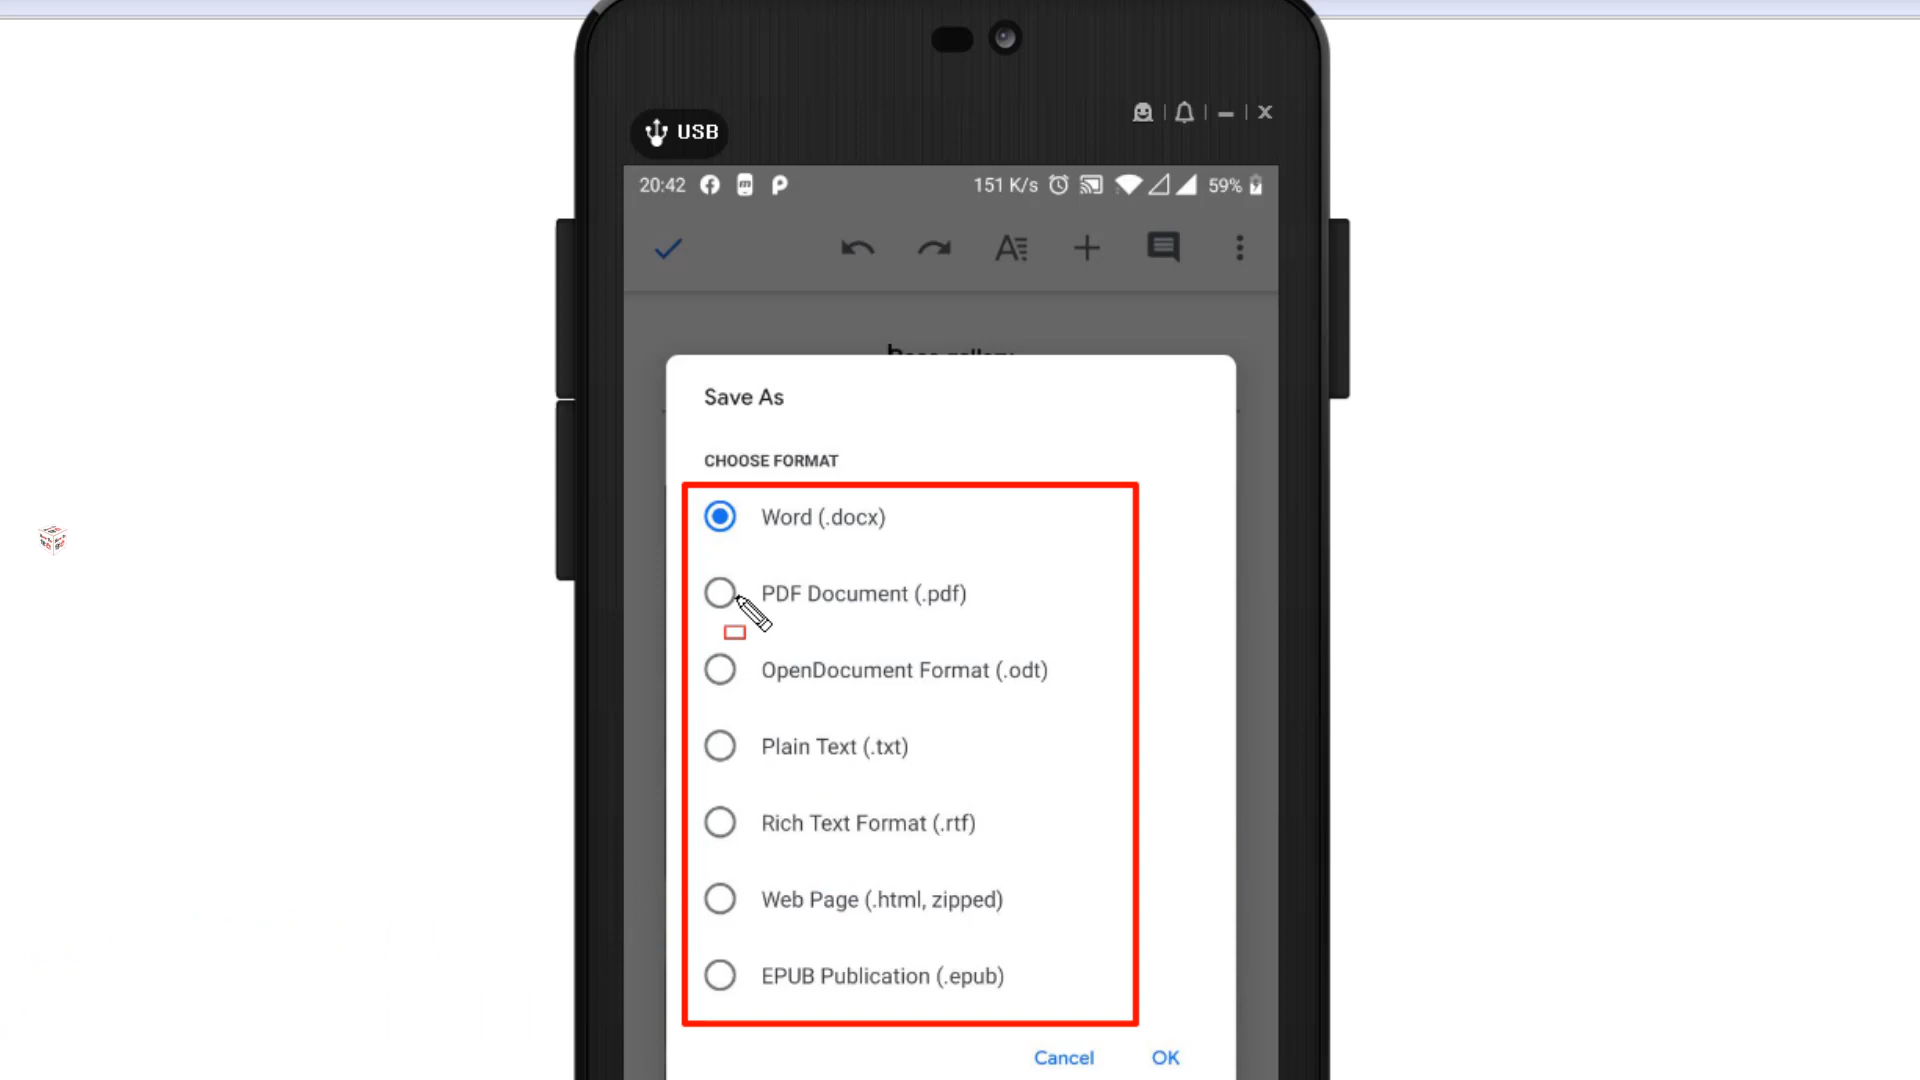 USB
20:42 151 K/s 59%
Save As
CHOOSE FORMAT
Word (.docx)
PDF Document (.pdf)
OpenDocument Format (.odt)
Plain Text (.txt)
Rich Text Format (.rtf)
Web Page (.html, zipped)
EPUB Publication (.epub)
Cancel OK